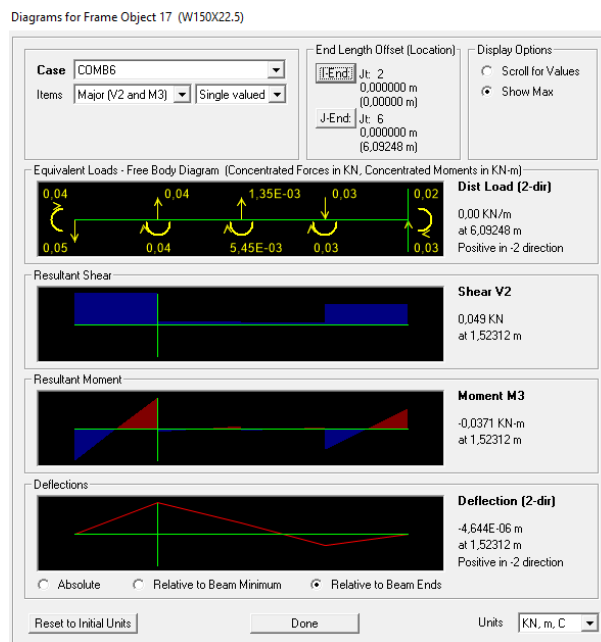 Diagrams for Frame Object 17 (W150X22.5)
Case COMB6
Items Major (V2 and M3) Single valued
End Length Offset (Location)
I-End: Jt: 2
0,000000 m
(0,00000 m)
J-End: Jt: 6
0,000000 m
(6,09248 m)
Display Options
Scroll for Values
Show Max
Equivalent Loads - Free Body Diagram (Concentrated Forces in KN, Concentrated Moments in KN-m)
0,04 0,04 1,35E-03 0,03 0,02
0,05 0,04 5,45E-03 0,03 0,03
Dist Load (2-dir)
0,00 KN/m
at 6,09248 m
Positive in -2 direction
Resultant Shear
Shear V2
0,049 KN
at 1,52312 m
Resultant Moment
Moment M3
-0,0371 KN-m
at 1,52312 m
Deflections
Deflection (2-dir)
-4,644E-06 m
at 1,52312 m
Positive in -2 direction
Absolute Relative to Beam Minimum Relative to Beam Ends
Reset to Initial Units Done Units KN, m, C